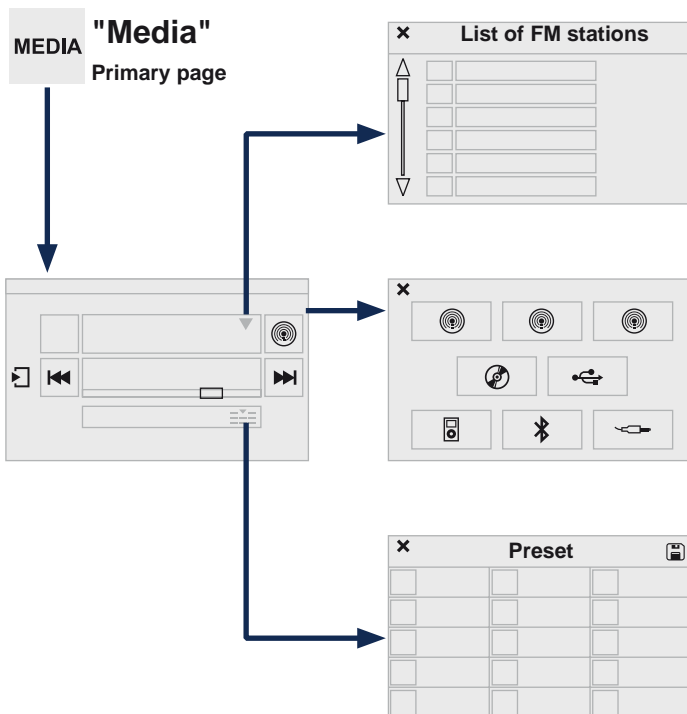 MEDIA
"Media"
Primary page
List of FM stations
Preset